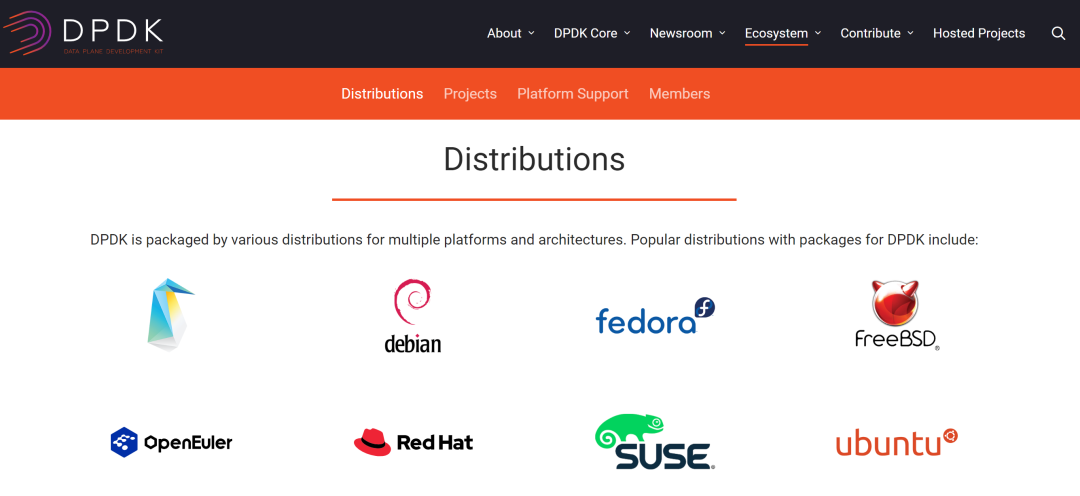 DPDK
DATA PLANE DEVELOPMENT KIT
About
DPDK Core
Newsroom
Ecosystem
Contribute
Hosted Projects
Distributions
Projects
Platform Support
Members
Distributions
DPDK is packaged by various distributions for multiple platforms and architectures. Popular distributions with packages for DPDK include:
debian
fedora
FreeBSD®
OpenEuler
Red Hat
SUSE®
ubuntu